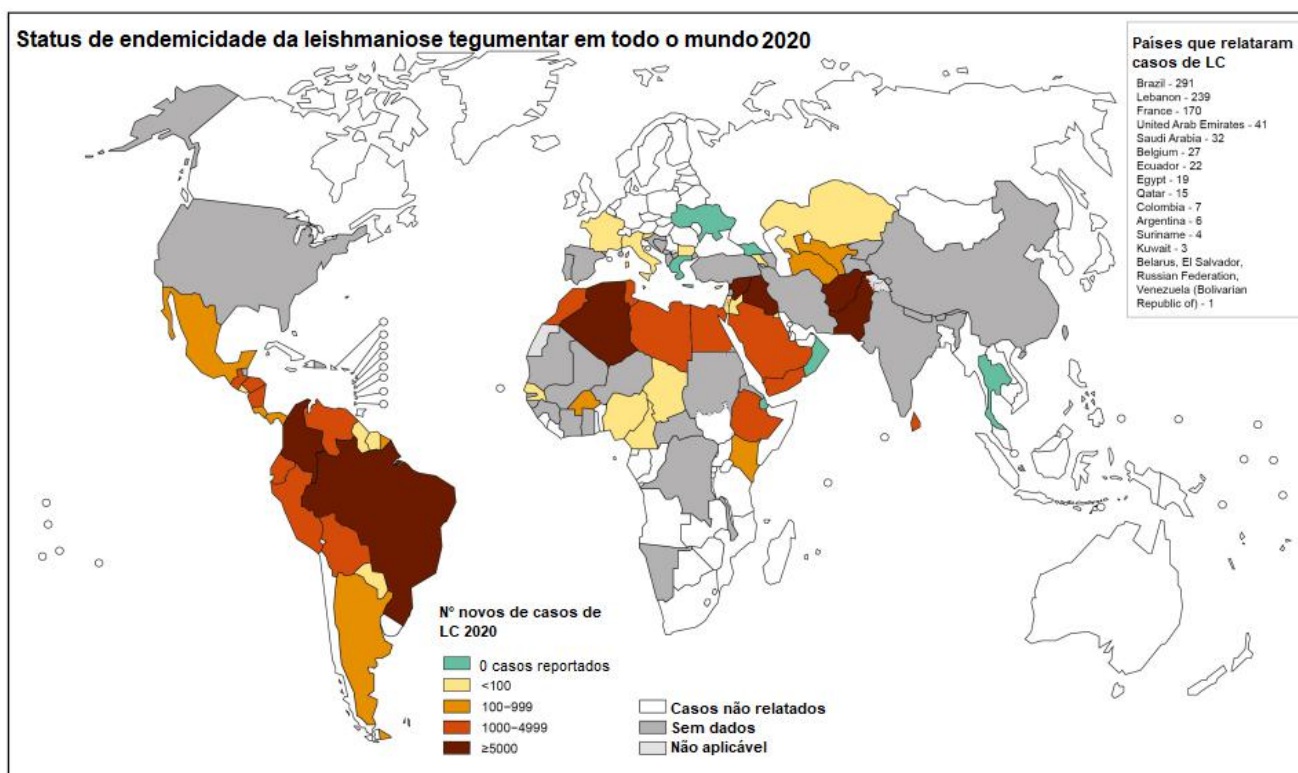 Status de endemicidade da leishmaniose tegumentar em todo o mundo 2020
Países que relataram
casos de LC
Brazil - 291
Lebanon - 239
France - 170
United Arab Emirates - 41
Saudi Arabia - 32
Belgium - 27
Ecuador - 22
Egypt - 19
Qatar - 15
Colombia - 7
Argentina - 6
Suriname - 4
Kuwait - 3
Belarus, El Salvador,
Russian Federation,
Venezuela (Bolivarian
Republic of) - 1
Nº novos de casos de
LC 2020
0 casos reportados
<100
100−999
1000−4999
≥5000
Casos não relatados
Sem dados
Não aplicável